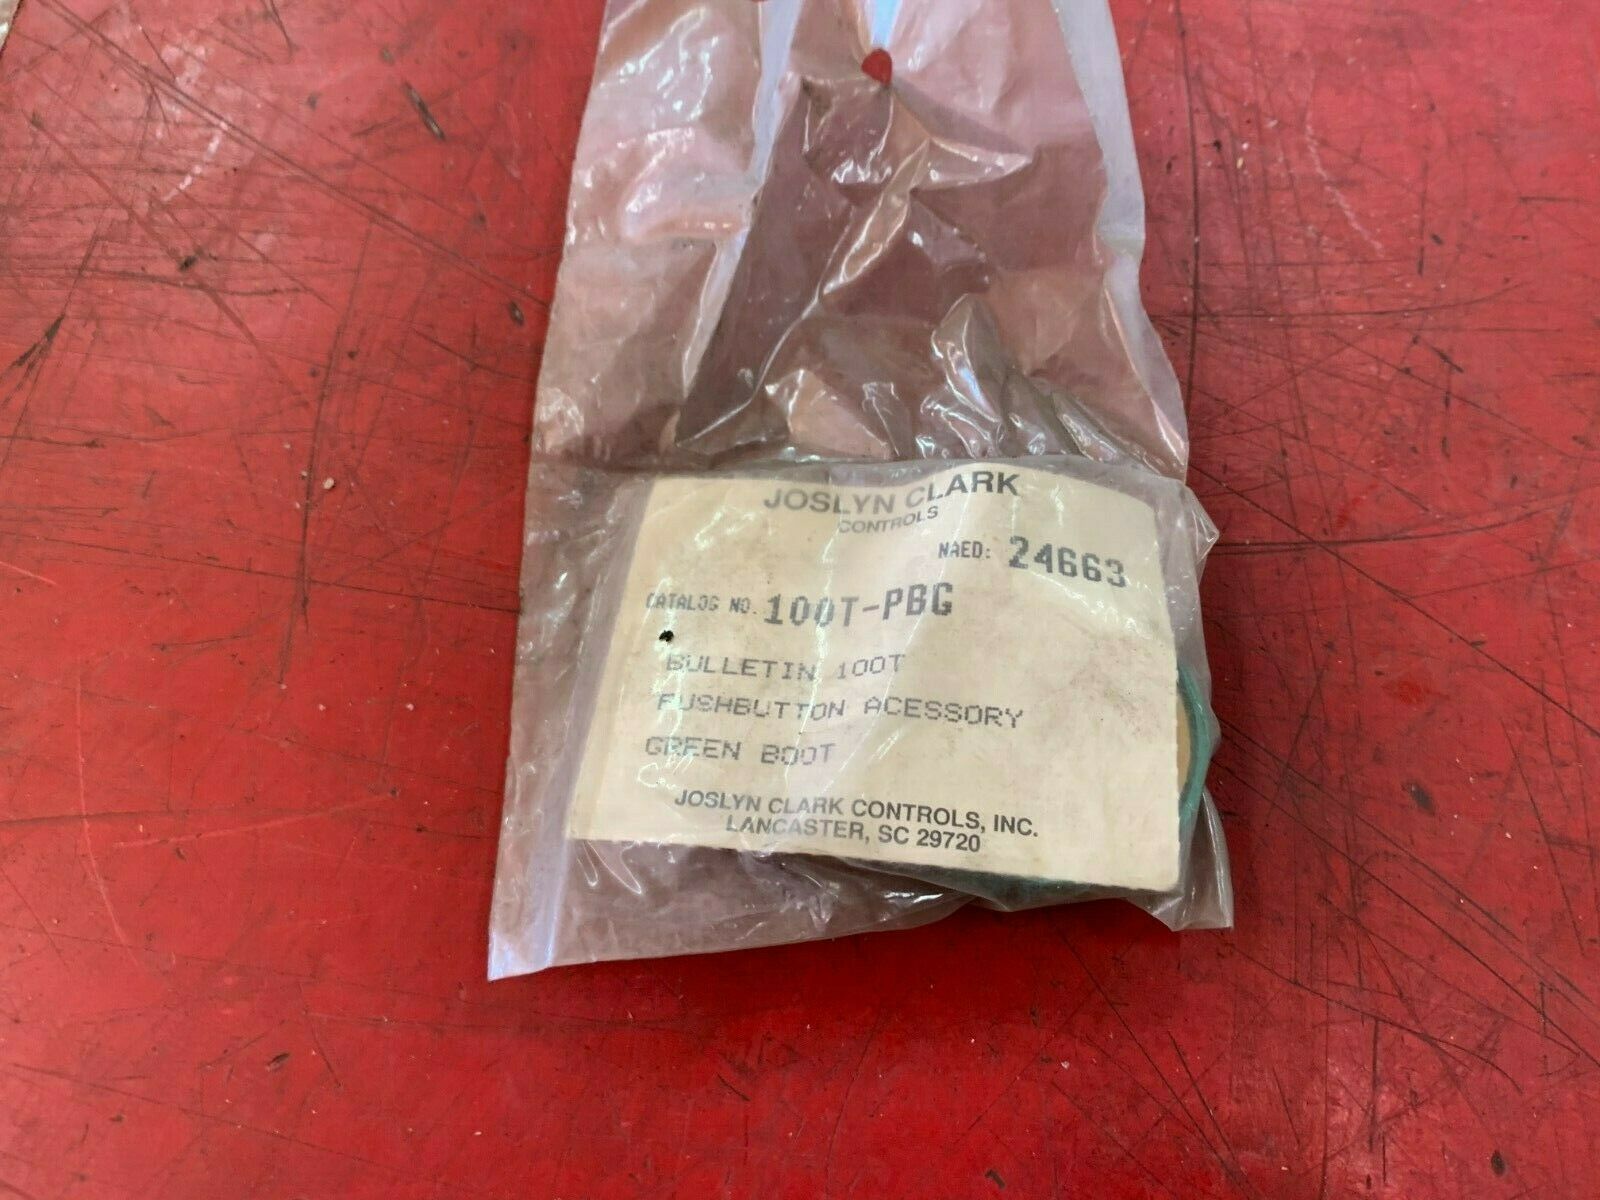 JOSLYN CLARK
CONTROLS
NAED: 24663
CATALOG NO. 100T-PBG
BULLETIN 100T
PUSHBUTTON ACESSORY
GREEN BOOT
JOSLYN CLARK CONTROLS, INC.
LANCASTER, SC 29720